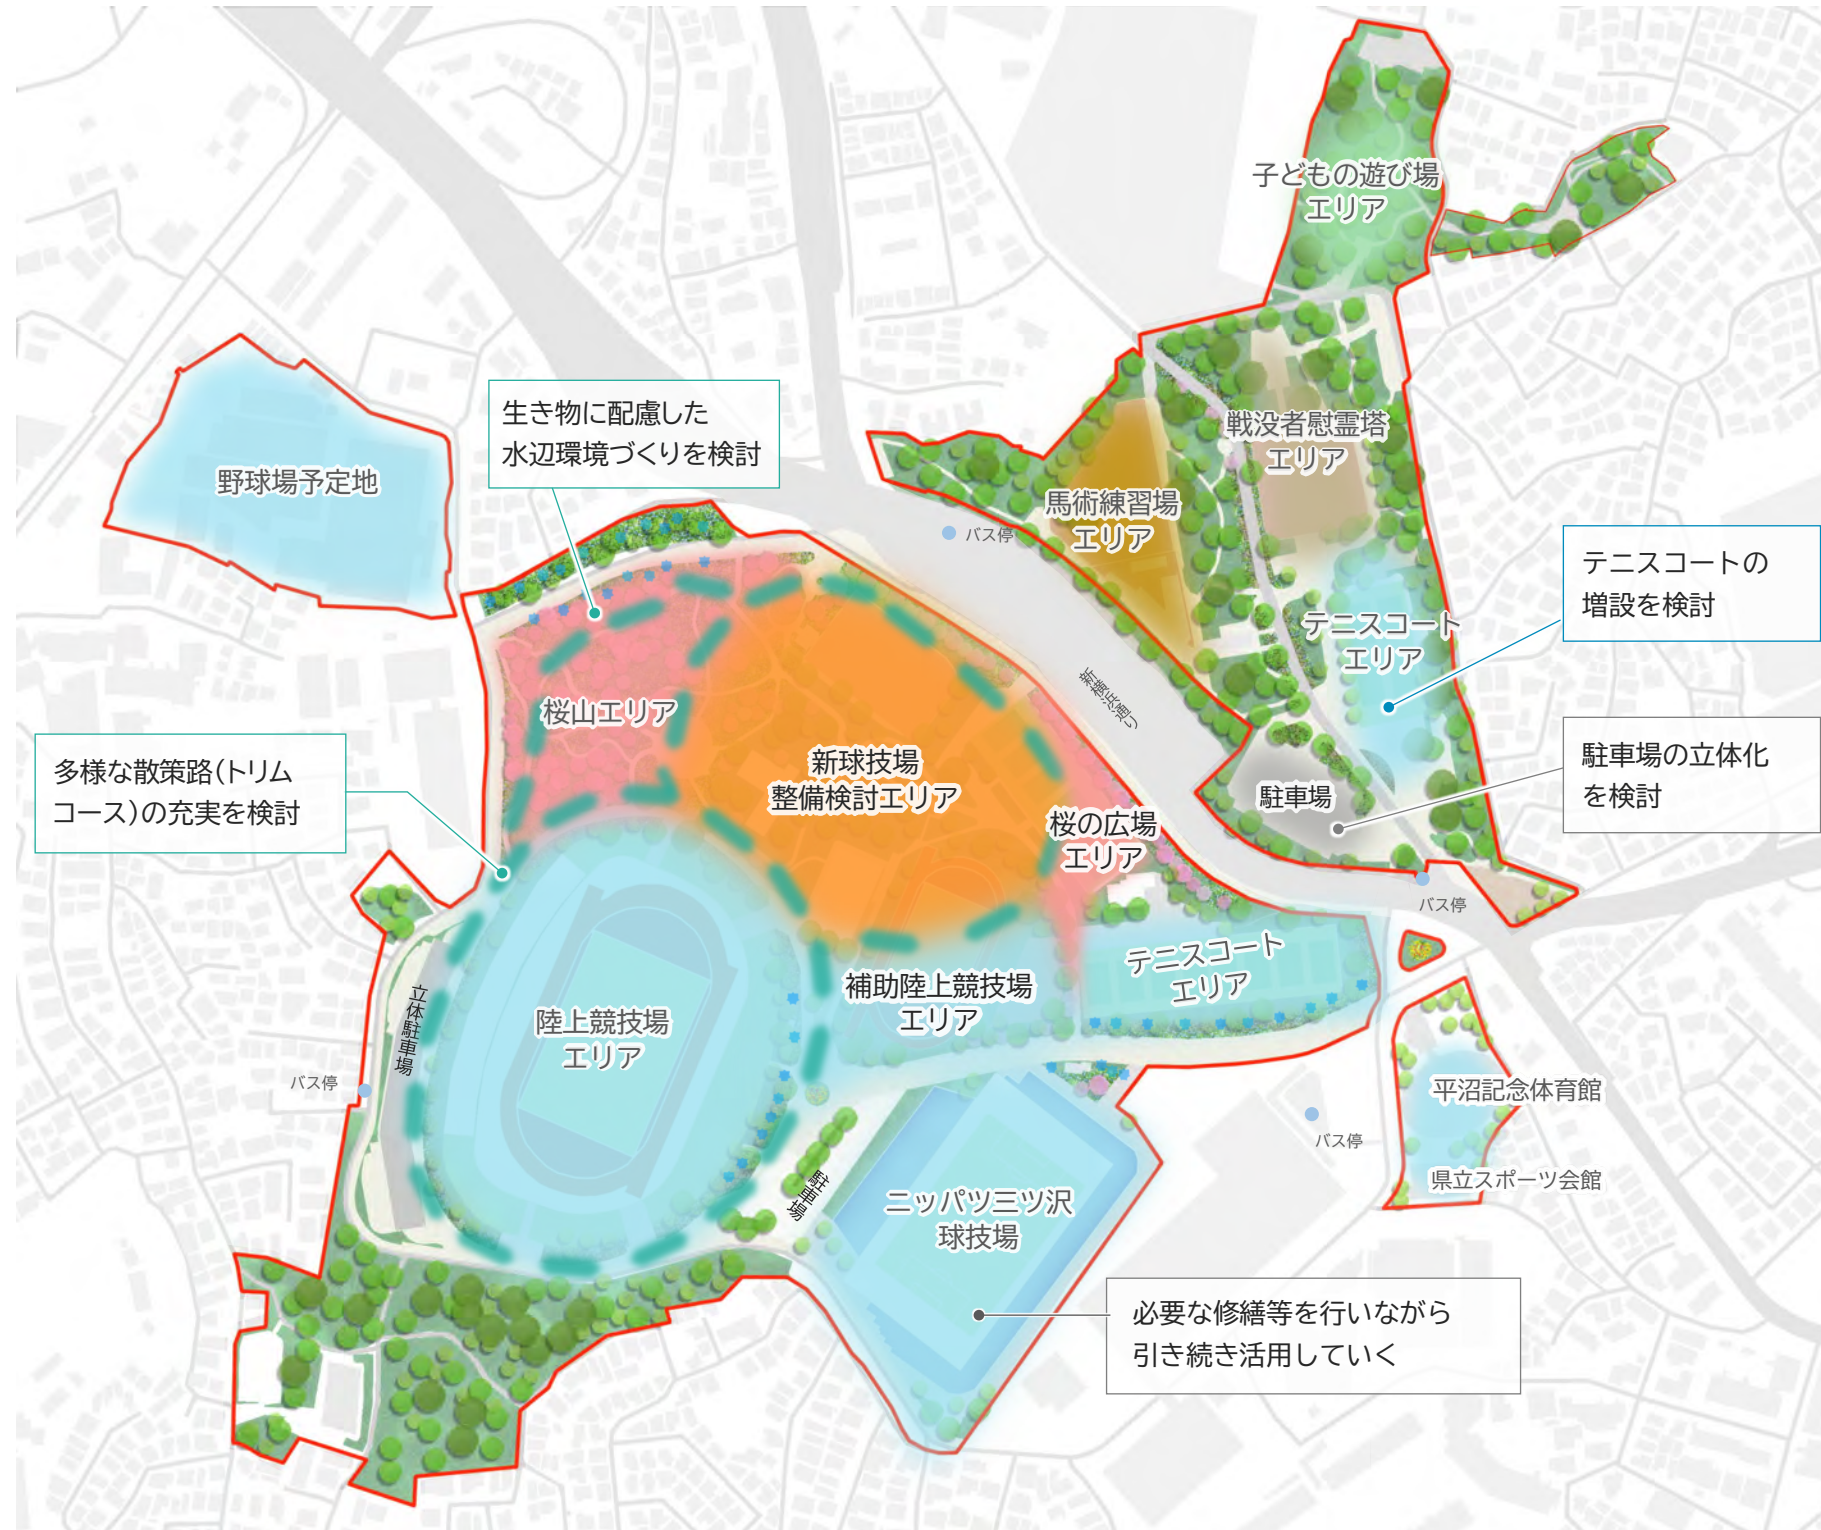 子どもの遊び場
エリア
生き物に配慮した
水辺環境づくりを検討
戦没者慰霊塔
エリア
野球場予定地
馬術練習場
エリア
バス停
テニスコートの
増設を検討
テニスコート
エリア
新横浜通り
桜山エリア
多様な散策路(トリム
コース)の充実を検討
新球技場
整備検討エリア
駐車場の立体化
を検討
駐車場
桜の広場
エリア
バス停
テニスコート
エリア
補助陸上競技場
エリア
立体駐車場
陸上競技場
エリア
バス停
平沼記念体育館
バス停
県立スポーツ会館
駐車場
ニッパツ三ツ沢
球技場
必要な修繕等を行いながら
引き続き活用していく